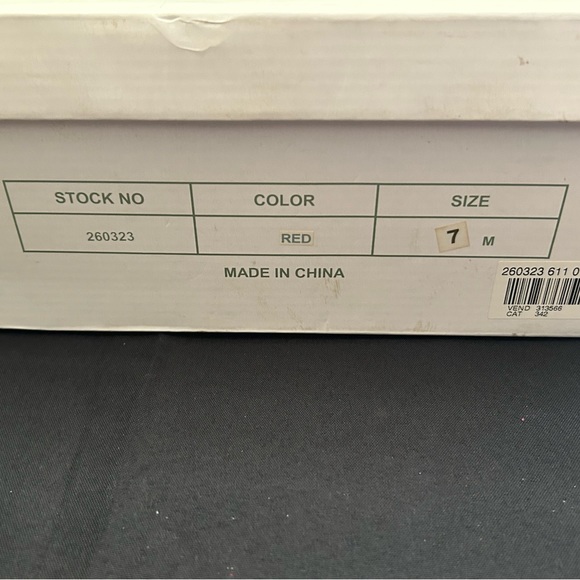 STOCK NO COLOR SIZE
260323 RED 7 M
MADE IN CHINA
260323 611 0
VEND 313566
CAT 342